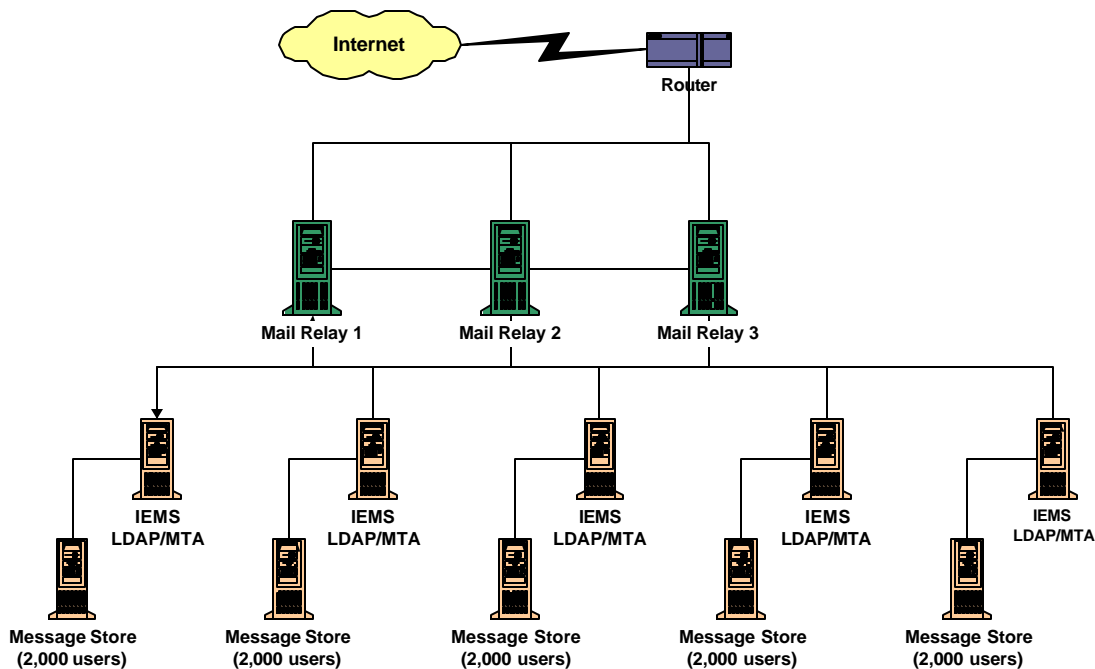 Internet
Router
Mail Relay 1
Mail Relay 2
Mail Relay 3
IEMS
LDAP/MTA
IEMS
LDAP/MTA
IEMS
LDAP/MTA
IEMS
LDAP/MTA
IEMS
LDAP/MTA
Message Store
(2,000 users)
Message Store
(2,000 users)
Message Store
(2,000 users)
Message Store
(2,000 users)
Message Store
(2,000 users)